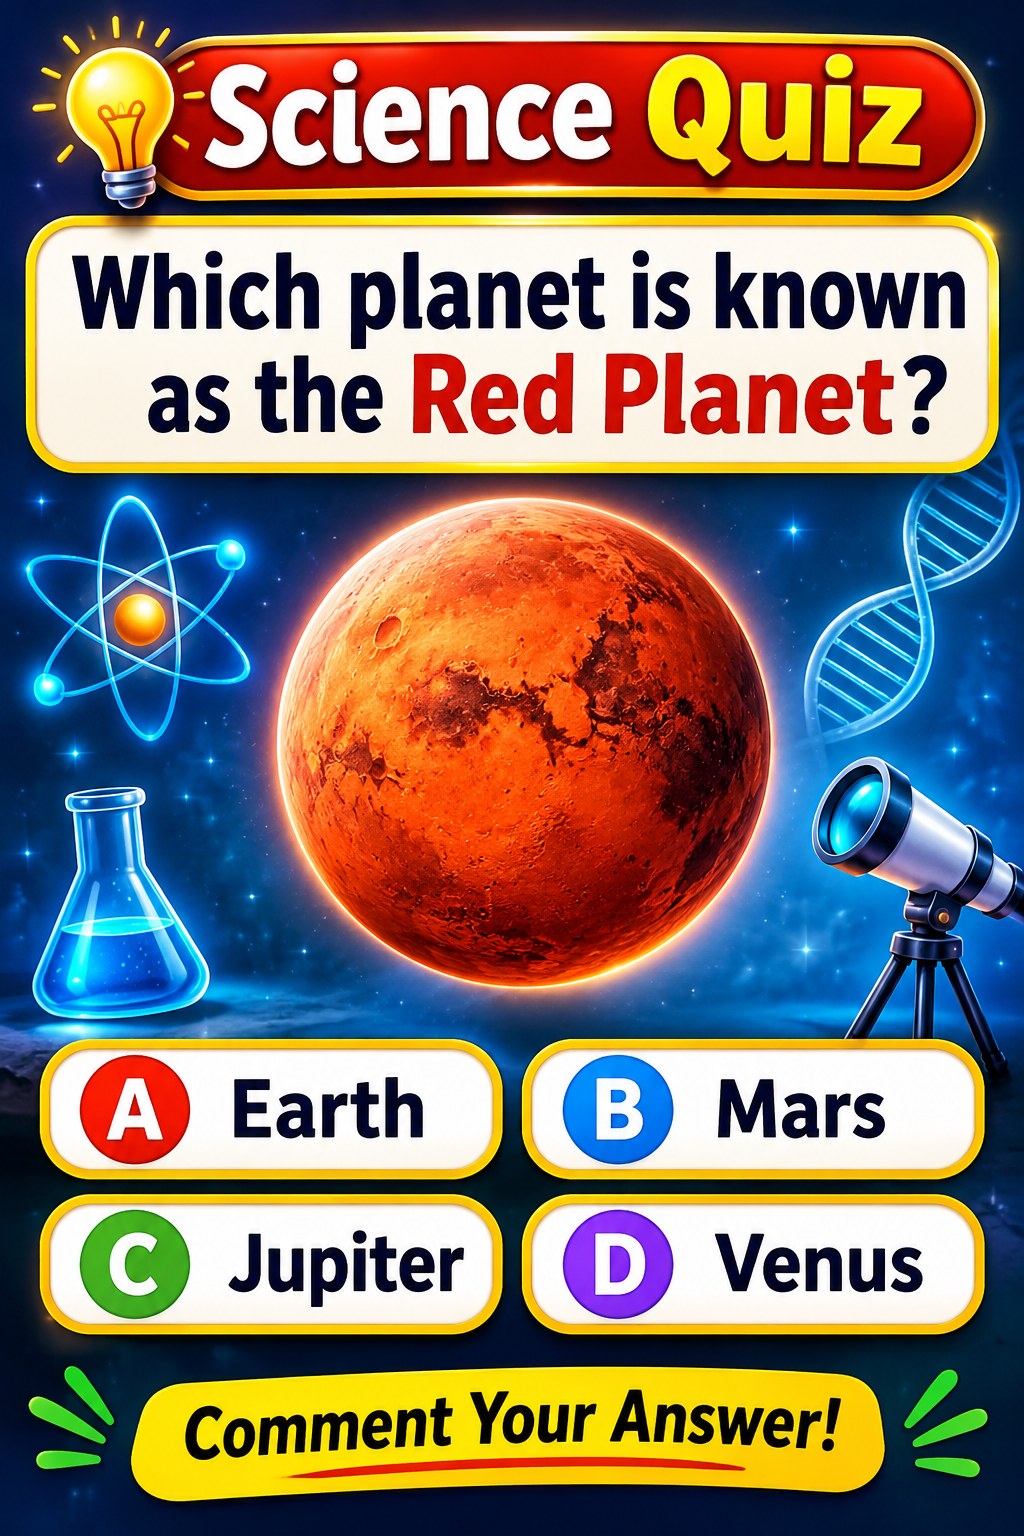 Science Quiz
Which planet is known
as the Red Planet?
A Earth
B Mars
C Jupiter
D Venus
Comment Your Answer!